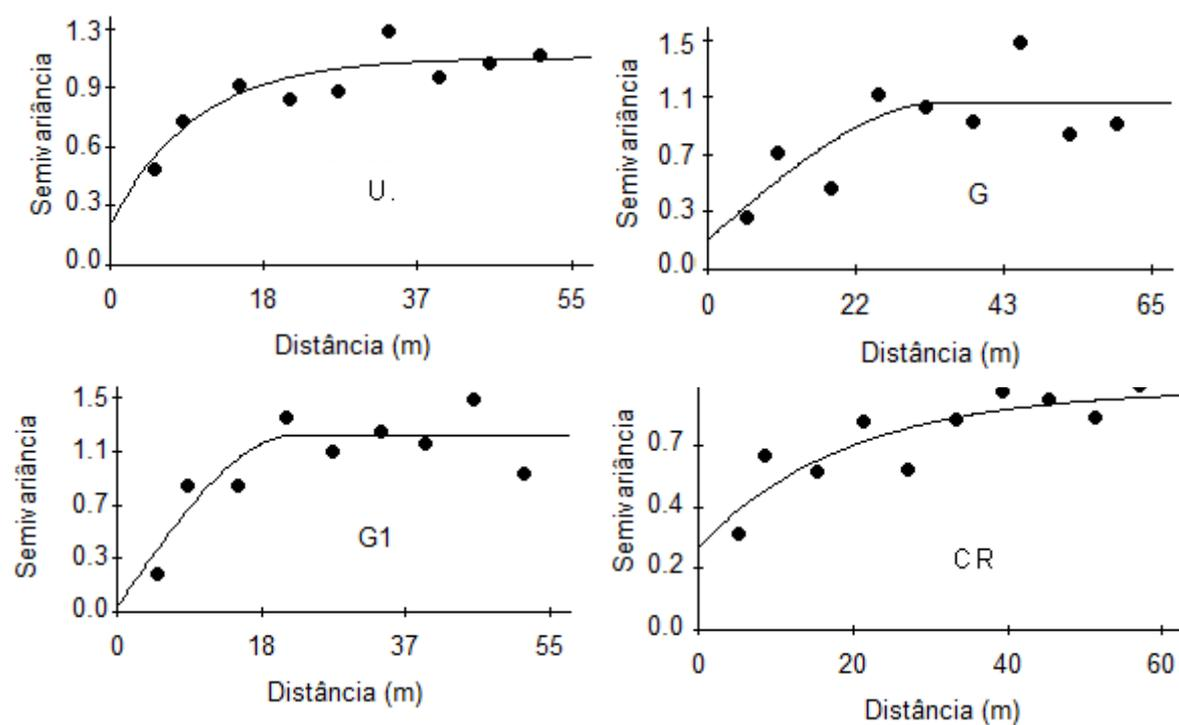 1.3
0.9
0.6
0.3
0.0
Semivariância
U.
0 18 37 55
Distância (m)
1.5
1.1
0.7
0.3
0.0
Semivariância
G
0 22 43 65
Distância (m)
1.5
1.1
0.7
0.3
0.0
Semivariância
G1
0 18 37 55
Distância (m)
0.7
0.4
0.2
0.0
Semivariância
CR
0 20 40 60
Distância (m)